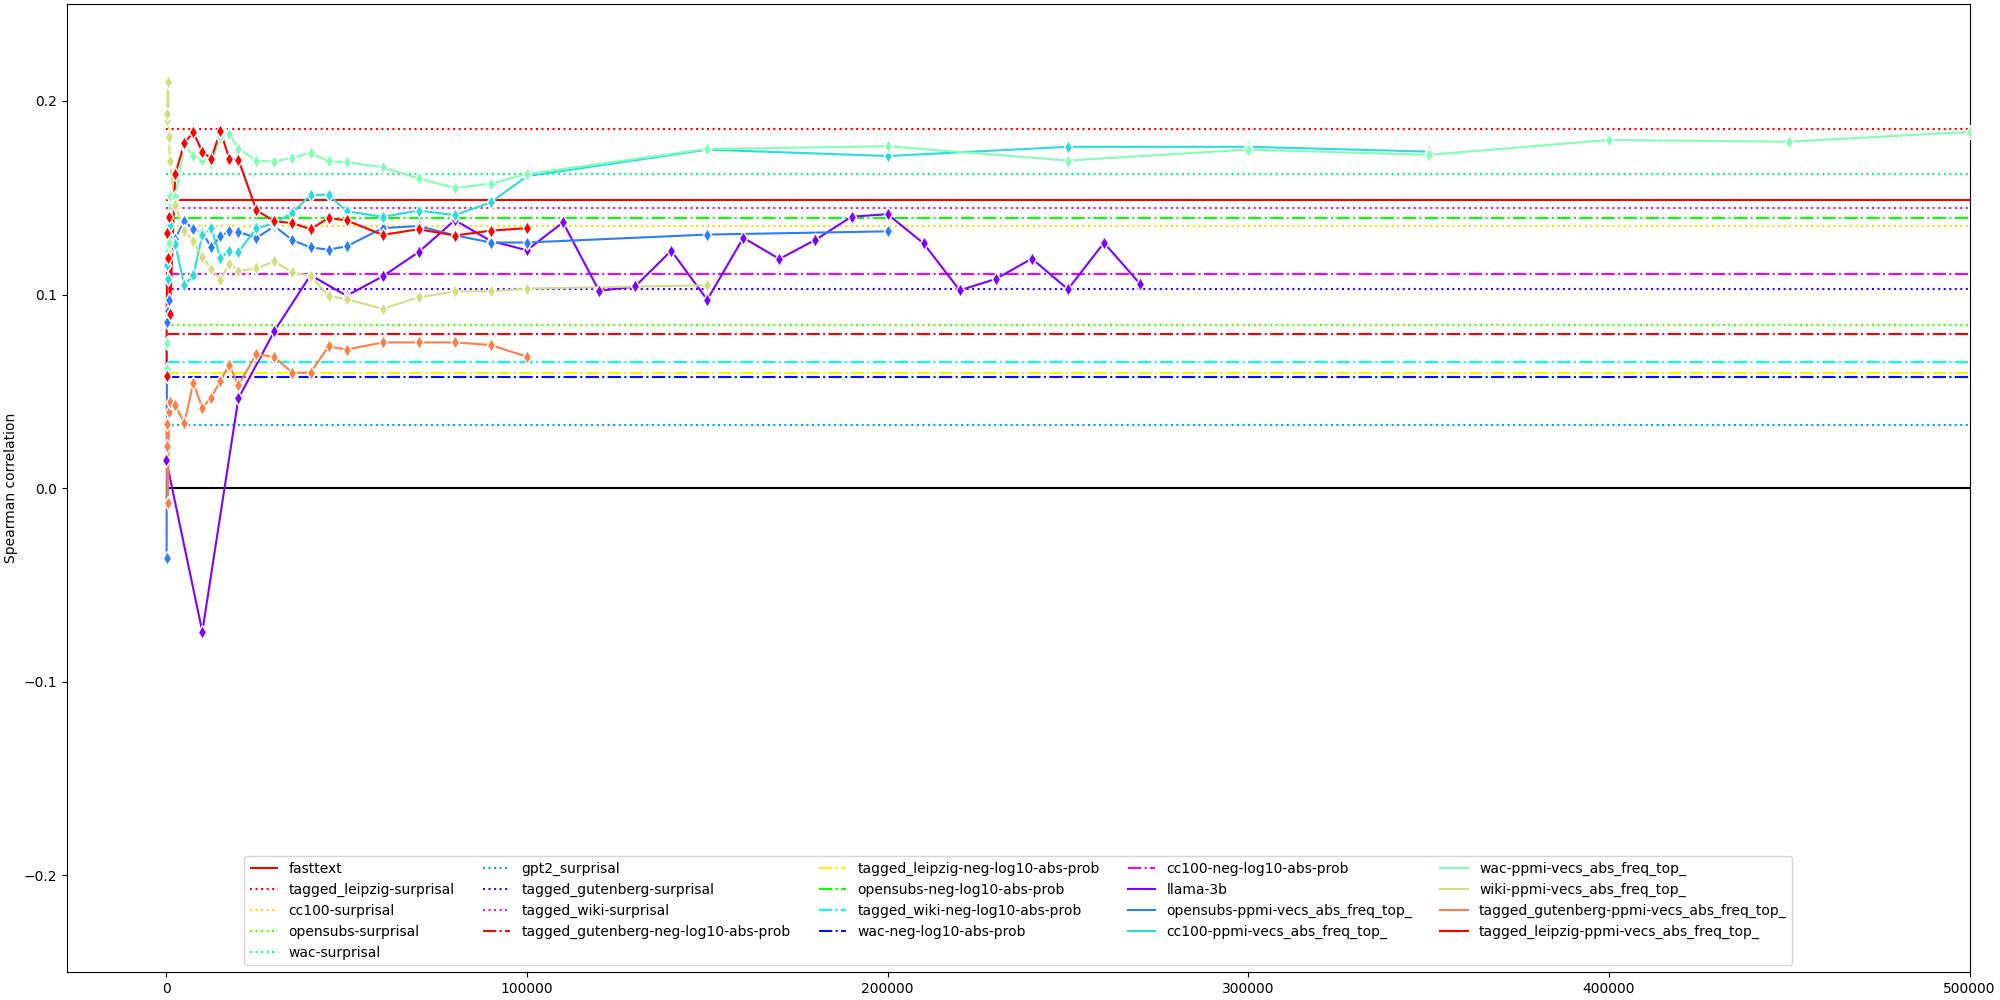 0.2
0.1
0.0
−0.1
−0.2
Spearman correlation
0
100000
200000
300000
400000
500000
fasttext
tagged_leipzig-surprisal
cc100-surprisal
opensubs-surprisal
wac-surprisal
gpt2_surprisal
tagged_gutenberg-surprisal
tagged_wiki-surprisal
tagged_gutenberg-neg-log10-abs-prob
tagged_leipzig-neg-log10-abs-prob
opensubs-neg-log10-abs-prob
tagged_wiki-neg-log10-abs-prob
wac-neg-log10-abs-prob
cc100-neg-log10-abs-prob
llama-3b
opensubs-ppmi-vecs_abs_freq_top_
cc100-ppmi-vecs_abs_freq_top_
wac-ppmi-vecs_abs_freq_top_
wiki-ppmi-vecs_abs_freq_top_
tagged_gutenberg-ppmi-vecs_abs_freq_top_
tagged_leipzig-ppmi-vecs_abs_freq_top_